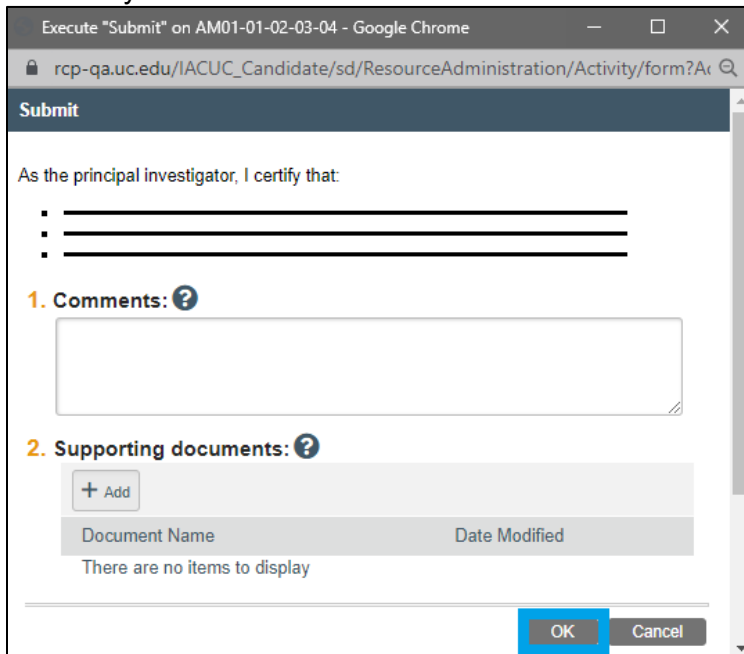 Execute "Submit" on AM01-01-02-03-04 - Google Chrome
rcp-qa.uc.edu/IACUC_Candidate/sd/ResourceAdministration/Activity/form?A
Submit
As the principal investigator, I certify that:
1. Comments:
2. Supporting documents:
+ Add
Document Name Date Modified
There are no items to display
OK Cancel